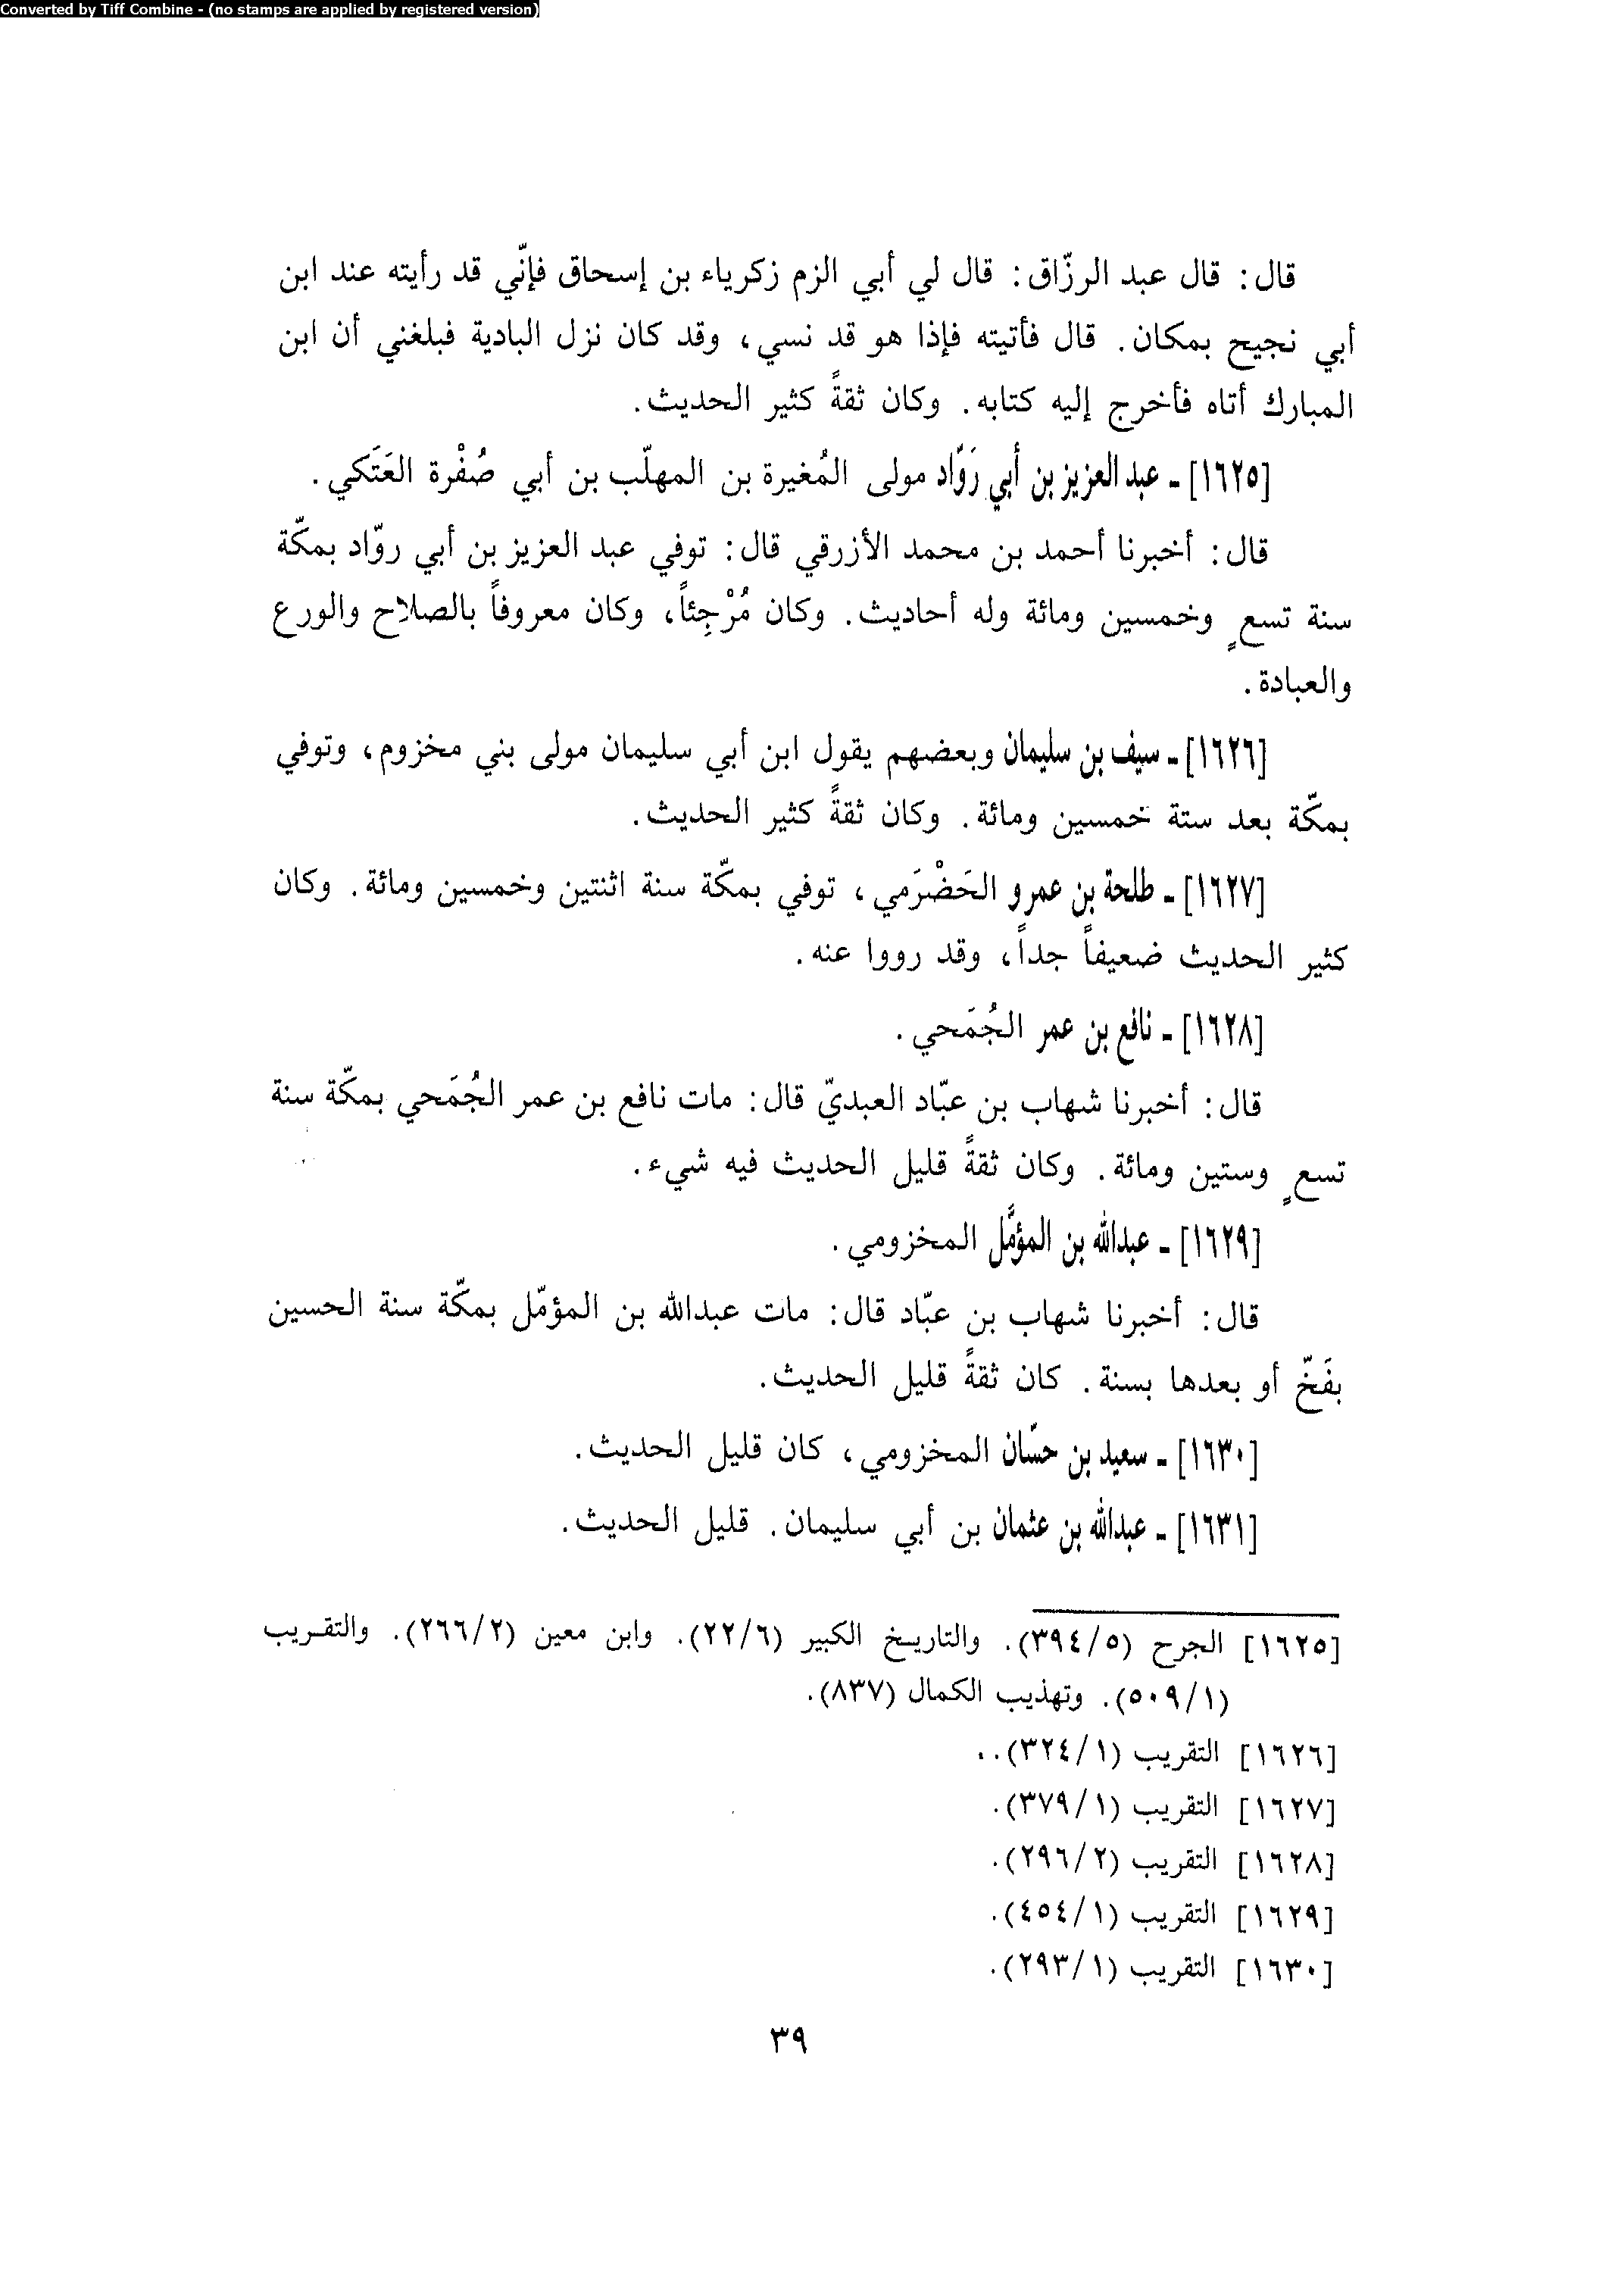 Converted by Tiff Combine - (no stamps are applied by registered version)
قال: قال عبد الرزّاق: قال لي أبي الزم زكرياء بن إسحاق فإنّي قد رأيته عند ابن
أبي نجيح بمكان. قال فأتيته فإذا هو قد نسي، وقد كان نزل البادية فبلغني أن ابن
المبارك أتاه فأخرج إليه كتابه. وكان ثقةً كثير الحديث.
[١٦٢٥] ـ عبد العزيز بن أبي رَوّاد مولى المُغيرة بن المهلّب بن أبي صُفْرة العَتَكي.
قال: أخبرنا أحمد بن محمد الأزرقي قال: توفي عبد العزيز بن أبي روّاد بمكّة
سنة تسعٍ وخمسين ومائة وله أحاديث. وكان مُرْجِئاً، وكان معروفاً بالصلاح والورع
والعبادة.
[١٦٢٦] ـ سيف بن سليمان وبعضهم يقول ابن أبي سليمان مولى بني مخزوم، وتوفي
بمكّة بعد ستة خمسين ومائة. وكان ثقةً كثير الحديث.
[١٦٢٧] ـ طلحة بن عمرو الحَضْرَمي، توفي بمكّة سنة اثنتين وخمسين ومائة. وكان
كثير الحديث ضعيفاً جداً، وقد رووا عنه.
[١٦٢٨] ـ نافع بن عمر الجُمَحي.
قال: أخبرنا شهاب بن عبّاد العبديّ قال: مات نافع بن عمر الجُمَحي بمكّة سنة
تسعٍ وستين ومائة. وكان ثقةً قليل الحديث فيه شيء.
[١٦٢٩] ـ عبدالله بن المؤمَّل المخزومي.
قال: أخبرنا شهاب بن عبّاد قال: مات عبدالله بن المؤمّل بمكّة سنة الحسين
بفَخّ أو بعدها بسنة. كان ثقةً قليل الحديث.
[١٦٣٠] ـ سعيد بن حسّان المخزومي، كان قليل الحديث.
[١٦٣١] ـ عبدالله بن عثمان بن أبي سليمان. قليل الحديث.
[١٦٢٥] الجرح (٣٩٤/٥). والتاريخ الكبير (٢٢/٦). وابن معين (٢٦٦/٢). والتقريب
(٥٠٩/١). وتهذيب الكمال (٨٣٧).
[١٦٢٦] التقريب (٣٢٤/١)..
[١٦٢٧] التقريب (٣٧٩/١).
[١٦٢٨] التقريب (٢٩٦/٢).
[١٦٢٩] التقريب (٤٥٤/١).
[١٦٣٠] التقريب (٢٩٣/١).
٣٩